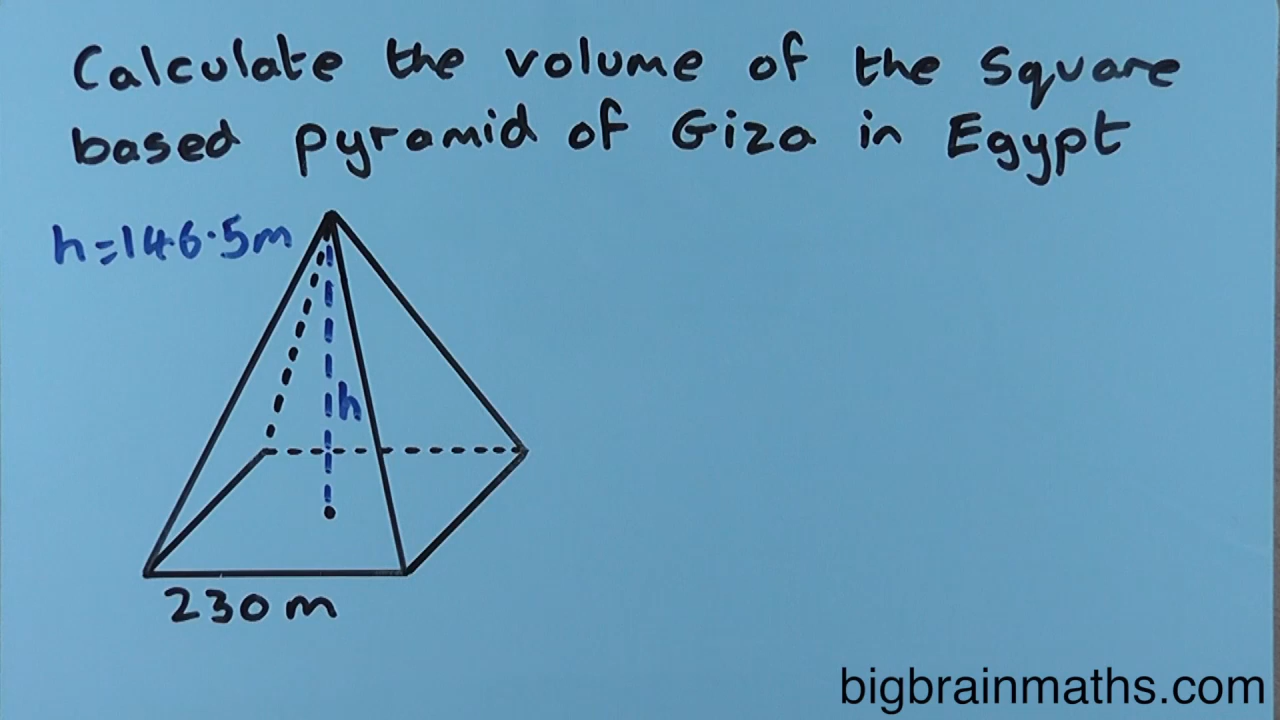 Calculate the volume of the Square
based pyramid of Giza in Egypt
h=146.5m
h
230m
bigbrainmaths.com